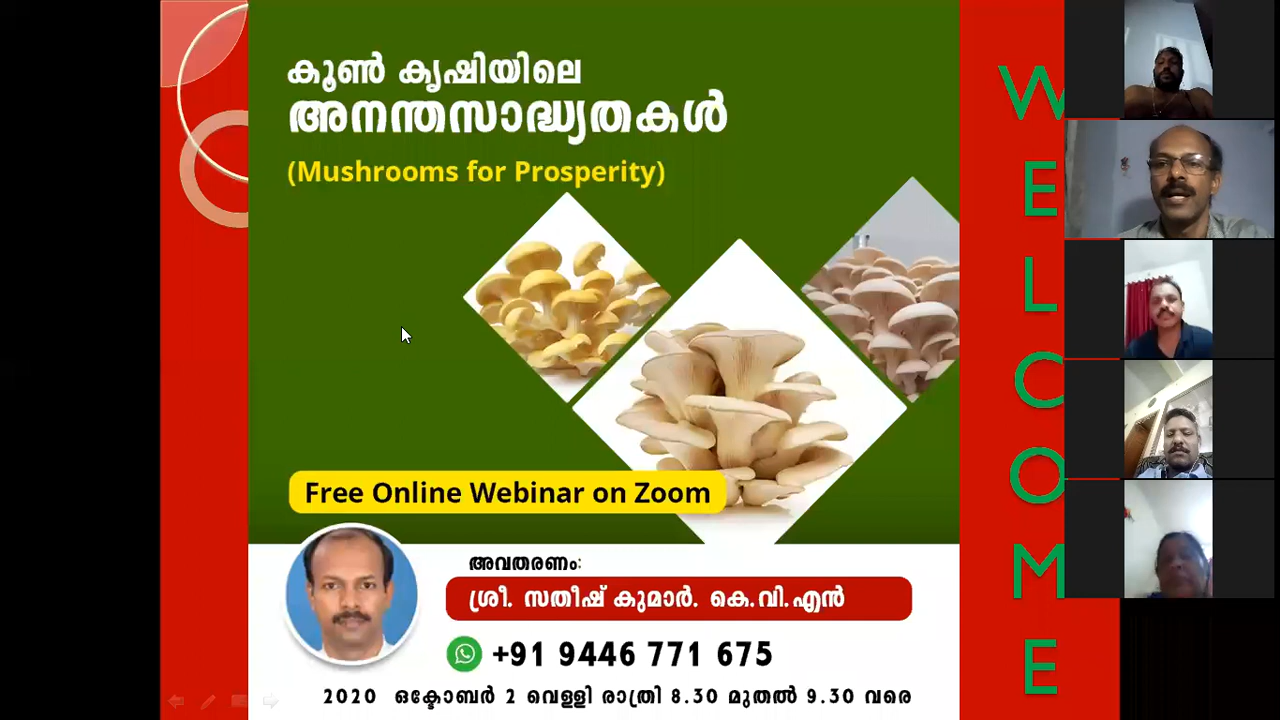 കൂൺ കൃഷിയിലെ
അനന്തസാദ്ധ്യതകൾ
(Mushrooms for Prosperity)
Free Online Webinar on Zoom
അവതരണം:
ശ്രീ. സതീഷ് കുമാർ. കെ.വി.എൻ
+91 9446 771 675
2020 ഒക്ടോബർ 2 വെള്ളി രാത്രി 8.30 മുതൽ 9.30 വരെ
WELCOME